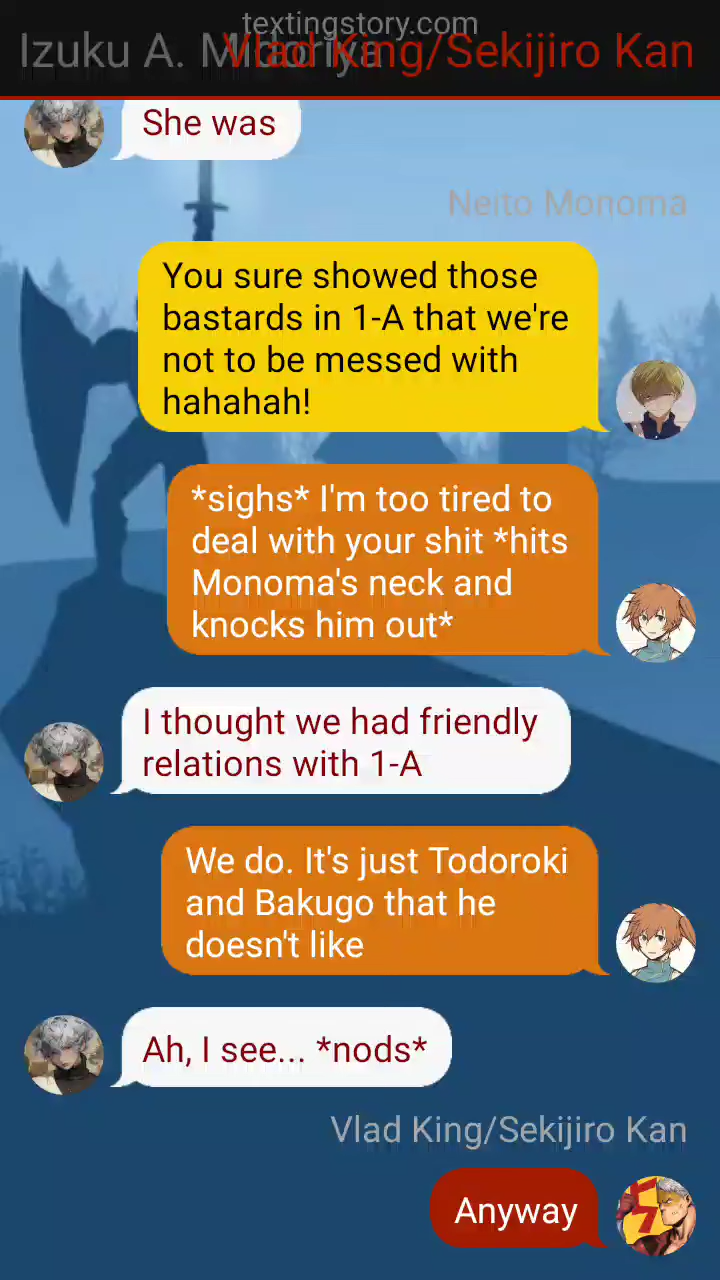 textingstory.com
Izuku A. Midoriya
Vlad King/Sekijiro Kan
She was
Neito Monoma
You sure showed those
bastards in 1-A that we're
not to be messed with
hahahah!
*sighs* I'm too tired to
deal with your shit *hits
Monoma's neck and
knocks him out*
I thought we had friendly
relations with 1-A
We do. It's just Todoroki
and Bakugo that he
doesn't like
Ah, I see... *nods*
Vlad King/Sekijiro Kan
Anyway